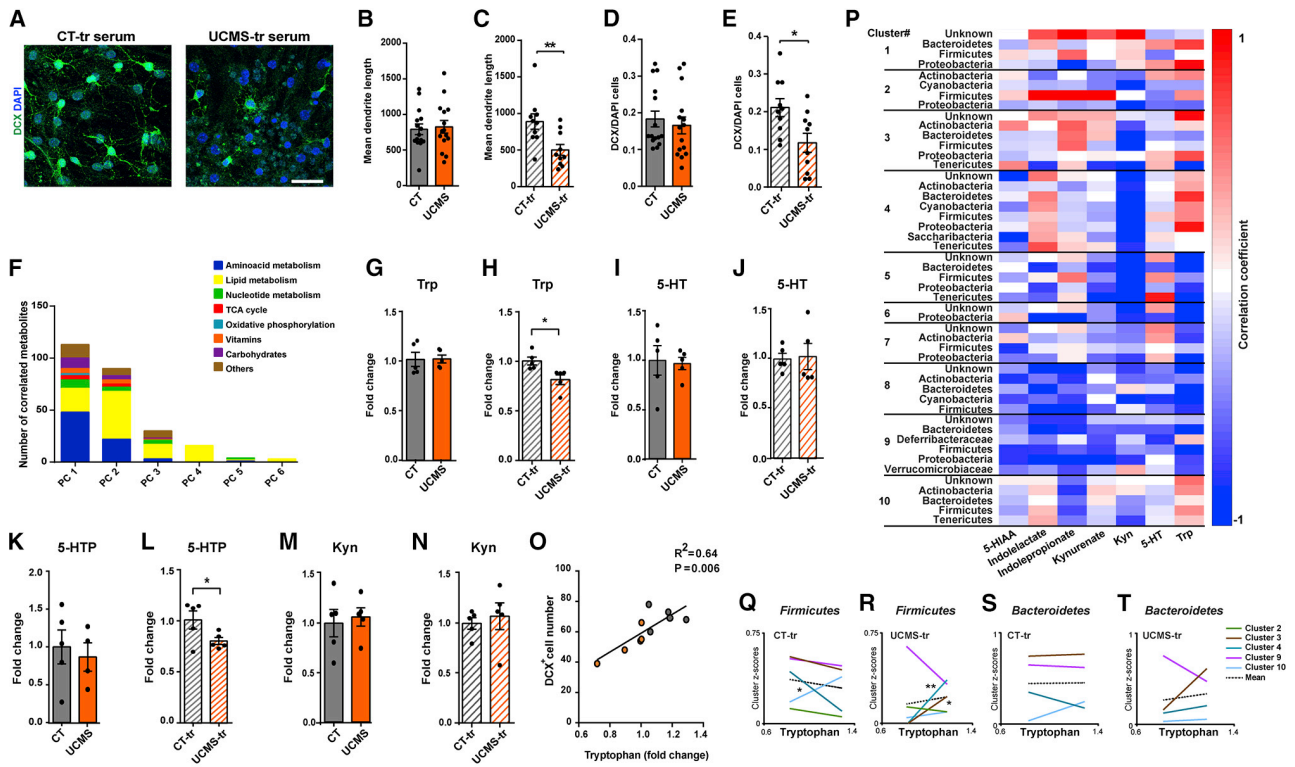 A
CT-tr serum
UCMS-tr serum
DCX DAPI
B
Mean dendrite length
2000
1500
1000
500
0
CT
UCMS
C
Mean dendrite length
2500
2000
1500
1000
500
0
**
CT-tr
UCMS-tr
D
DCX/DAPI cells
0.4
0.3
0.2
0.1
0.0
CT
UCMS
E
DCX/DAPI cells
0.4
0.3
0.2
0.1
0.0
*
CT-tr
UCMS-tr
F
Number of correlated metabolites
150
100
50
0
PC 1
PC 2
PC 3
PC 4
PC 5
PC 6
Aminoacid metabolism
Lipid metabolism
Nucleotide metabolism
TCA cycle
Oxidative phosphorylation
Vitamins
Carbohydrates
Others
G
Trp
Fold change
1.5
1.0
0.5
0.0
CT
UCMS
H
Trp
Fold change
1.5
1.0
0.5
0.0
*
CT-tr
UCMS-tr
I
5-HT
Fold change
1.5
1.0
0.5
0.0
CT
UCMS
J
5-HT
Fold change
1.5
1.0
0.5
0.0
CT-tr
UCMS-tr
K
5-HTP
Fold change
2.0
1.5
1.0
0.5
0.0
CT
UCMS
L
5-HTP
Fold change
1.5
1.0
0.5
0.0
*
CT-tr
UCMS-tr
M
Kyn
Fold change
1.5
1.0
0.5
0.0
CT
UCMS
N
Kyn
Fold change
1.5
1.0
0.5
0.0
CT-tr
UCMS-tr
O
R2=0.64
P=0.006
DCX+cell number
100
80
60
40
20
0
0.6
0.8
1.0
1.2
1.4
Tryptophan (fold change)
P
Cluster#
1
Unknown
Bacteroidetes
Firmicutes
Proteobacteria
2
Actinobacteria
Cyanobacteria
Firmicutes
Proteobacteria
3
Unknown
Actinobacteria
Bacteroidetes
Firmicutes
Proteobacteria
Tenericutes
4
Unknown
Actinobacteria
Bacteroidetes
Cyanobacteria
Firmicutes
Proteobacteria
Saccharibacteria
Tenericutes
5
Unknown
Bacteroidetes
Firmicutes
Proteobacteria
Tenericutes
6
Unknown
Proteobacteria
7
Unknown
Actinobacteria
Firmicutes
Proteobacteria
8
Unknown
Actinobacteria
Bacteroidetes
Cyanobacteria
Firmicutes
9
Unknown
Bacteroidetes
Deferribacteraceae
Firmicutes
Proteobacteria
Verrucomicrobiaceae
10
Unknown
Actinobacteria
Bacteroidetes
Firmicutes
Tenericutes
5-HIAA
Indolelactate
Indolepropionate
Kynurenate
Kyn
5-HT
Trp
1
Correlation coefficient
-1
Q
Firmicutes
CT-tr
Cluster z-scores
0.75
0
*
0.6
1.4
Tryptophan
R
Firmicutes
UCMS-tr
Cluster z-scores
0.75
0
**
*
0.6
1.4
Tryptophan
S
Bacteroidetes
CT-tr
Cluster z-scores
1
0
0.6
1.4
Tryptophan
T
Bacteroidetes
UCMS-tr
Cluster z-scores
1
0
0.6
1.4
Tryptophan
Cluster 2
Cluster 3
Cluster 4
Cluster 9
Cluster 10
Mean